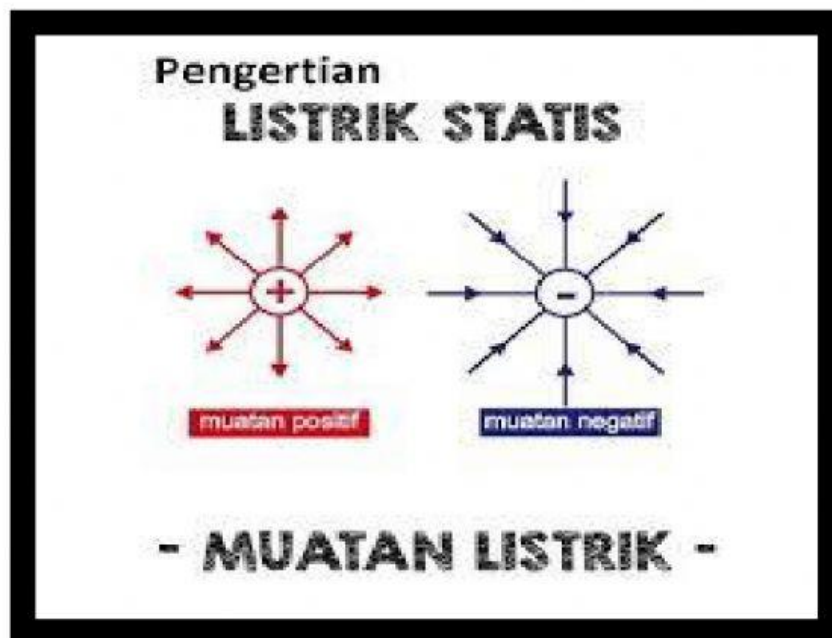 Pengertian
LISTRIK STATIS
+
-
muatan positif
muatan negatif
- MUATAN LISTRIK -